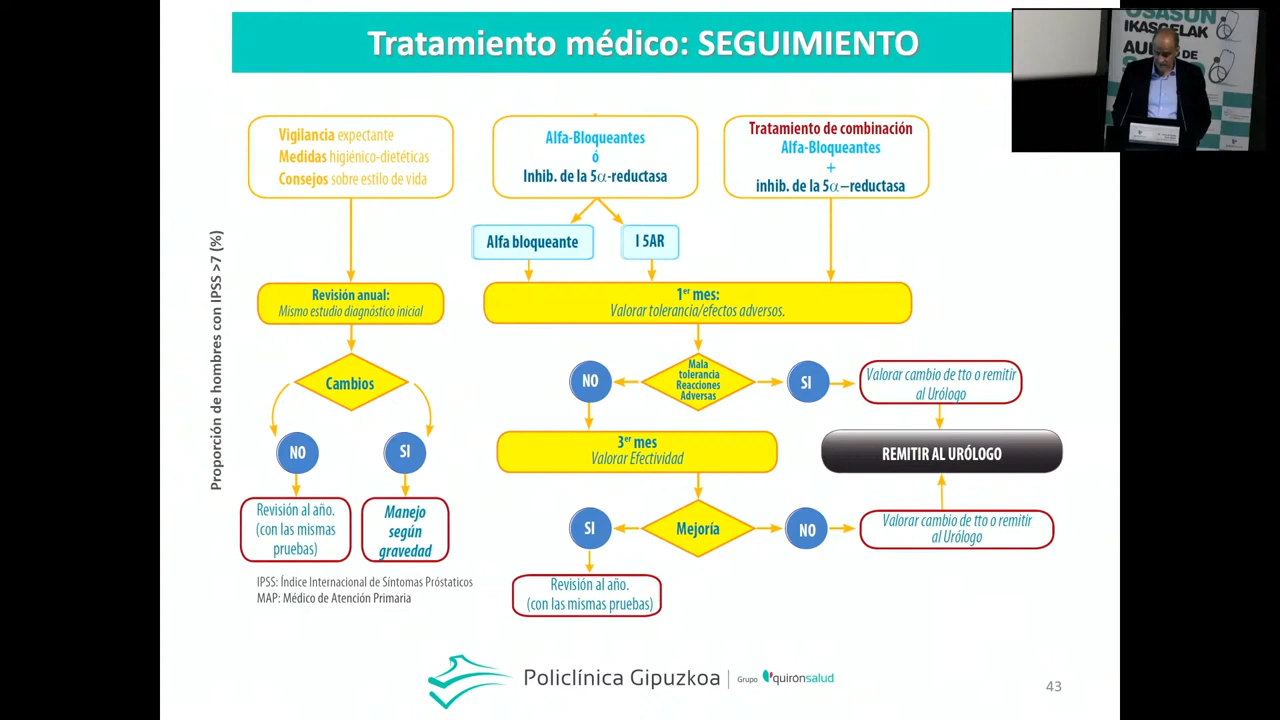 Tratamiento médico: SEGUIMIENTO
OSASUN
IKASGELAK
Vigilancia expectante
Medidas higiénico-dietéticas
Consejos sobre estilo de vida
Alfa-Bloqueantes
ó
Inhib. de la 5α-reductasa
Tratamiento de combinación
Alfa-Bloqueantes
+
inhib. de la 5α–reductasa
Alfa bloqueante
I 5AR
Proporción de hombres con IPSS >7 (%)
Revisión anual:
Mismo estudio diagnóstico inicial
1er mes:
Valorar tolerancia/efectos adversos.
Cambios
NO
SI
Revisión al año.
(con las mismas
pruebas)
Manejo
según
gravedad
Mala
tolerancia
Reacciones
Adversas
NO
SI
Valorar cambio de tto o remitir
al Urólogo
3er mes
Valorar Efectividad
REMITIR AL URÓLOGO
Mejoría
SI
NO
Valorar cambio de tto o remitir
al Urólogo
Revisión al año.
(con las mismas pruebas)
IPSS: Índice Internacional de Síntomas Próstaticos
MAP: Médico de Atención Primaria
Policlínica Gipuzkoa
Grupo quironsalud
43